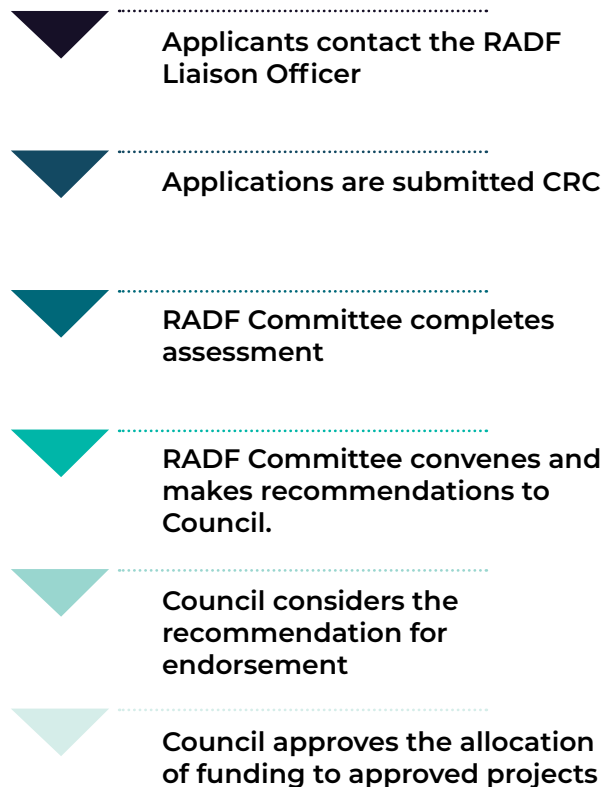 Applicants contact the RADF
Liaison Officer
Applications are submitted CRC
RADF Committee completes
assessment
RADF Committee convenes and
makes recommendations to
Council.
Council considers the
recommendation for
endorsement
Council approves the allocation
of funding to approved projects